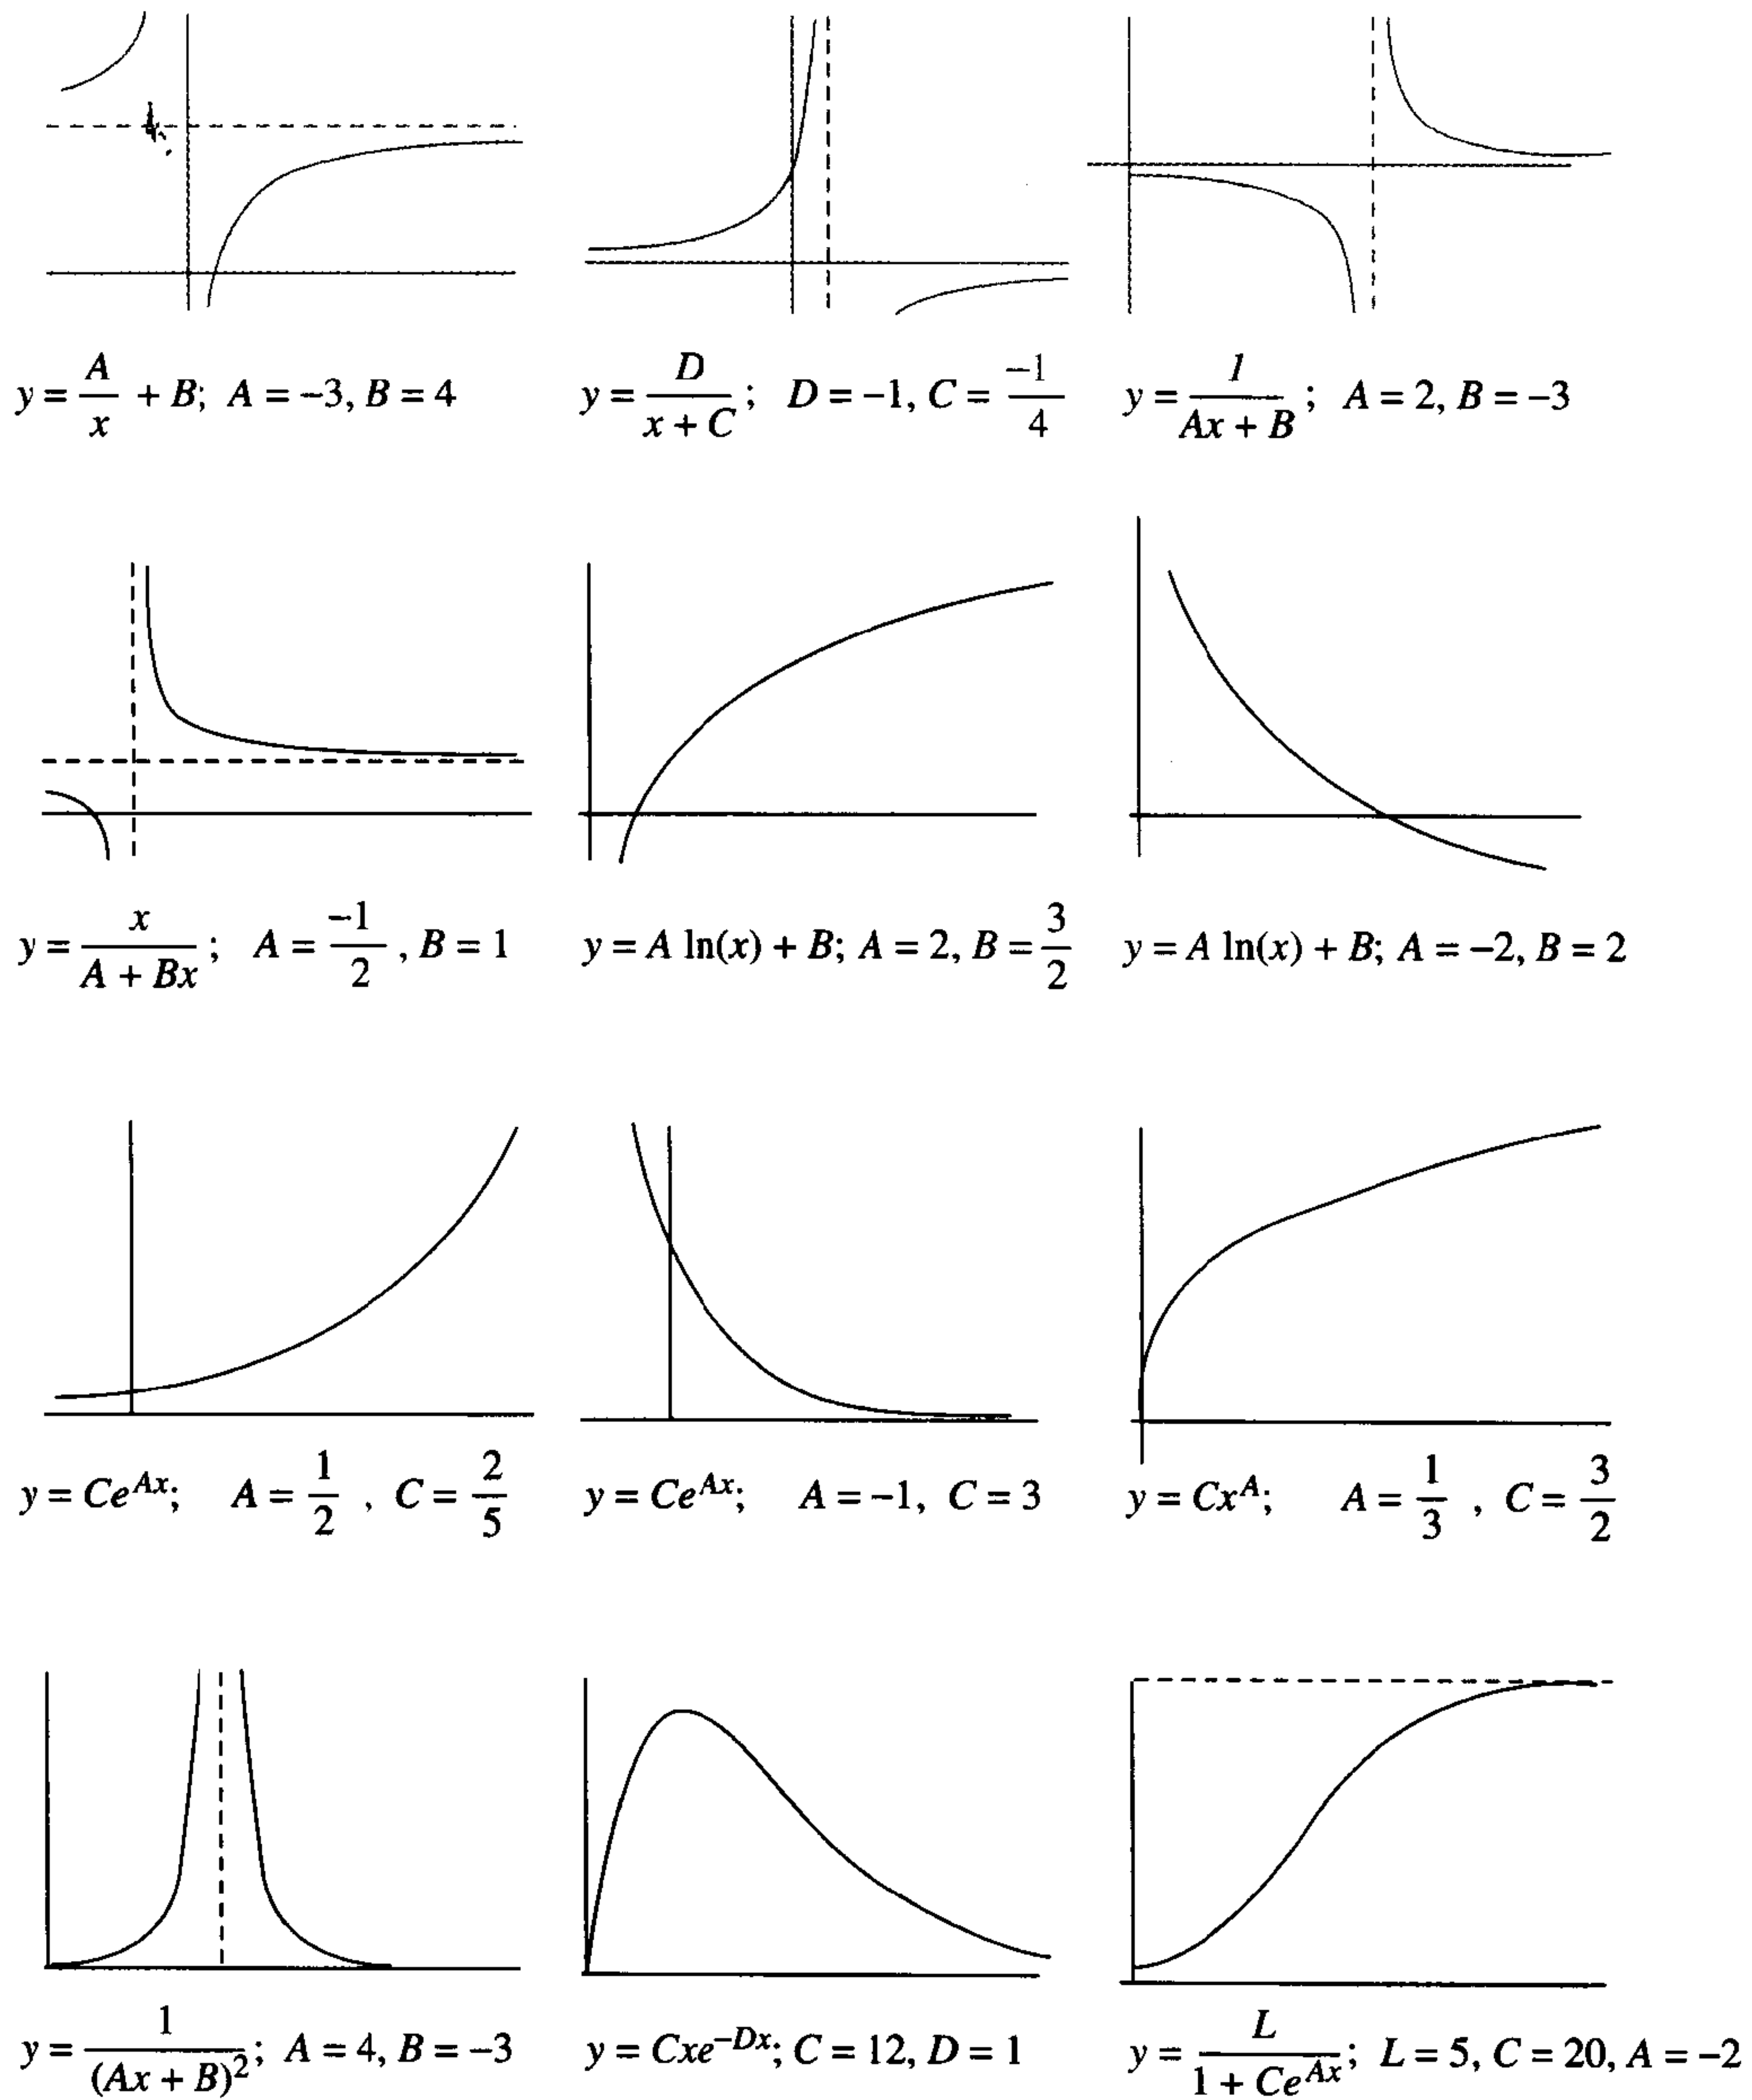 y = A/x + B; A = −3, B = 4
y = D/(x + C); D = −1, C = −1/4
y = 1/(Ax + B); A = 2, B = −3
y = x/(A + Bx); A = −1/2, B = 1
y = A ln(x) + B; A = 2, B = 3/2
y = A ln(x) + B; A = −2, B = 2
y = Ce^{Ax}; A = 1/2, C = 2/5
y = Ce^{Ax}; A = −1, C = 3
y = Cx^A; A = 1/3, C = 3/2
y = 1/(Ax + B)^2; A = 4, B = −3
y = Cxe^{−Dx}; C = 12, D = 1
y = L/(1 + Ce^{Ax}); L = 5, C = 20, A = −2